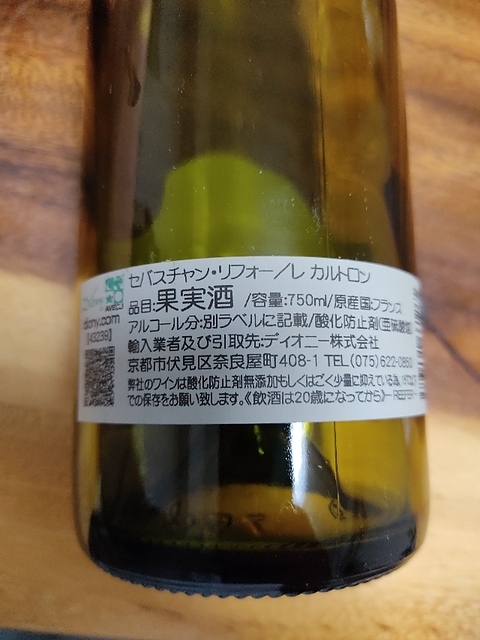 セバスチャン・リフォー/レ カルトロン
品目:果実酒 /容量:750ml/原産国:フランス
アルコール分:別ラベルに記載/酸化防止剤(亜硫酸塩)
輸入業者及び引取先:ディオニー株式会社
京都市伏見区奈良屋町408-1 TEL(075)622-0850
弊社のワインは酸化防止剤無添加もしくはごく少量に抑えている為、
での保存をお願い致します。《飲酒は20歳になってから》− REEFER −
AVEC
[43239]